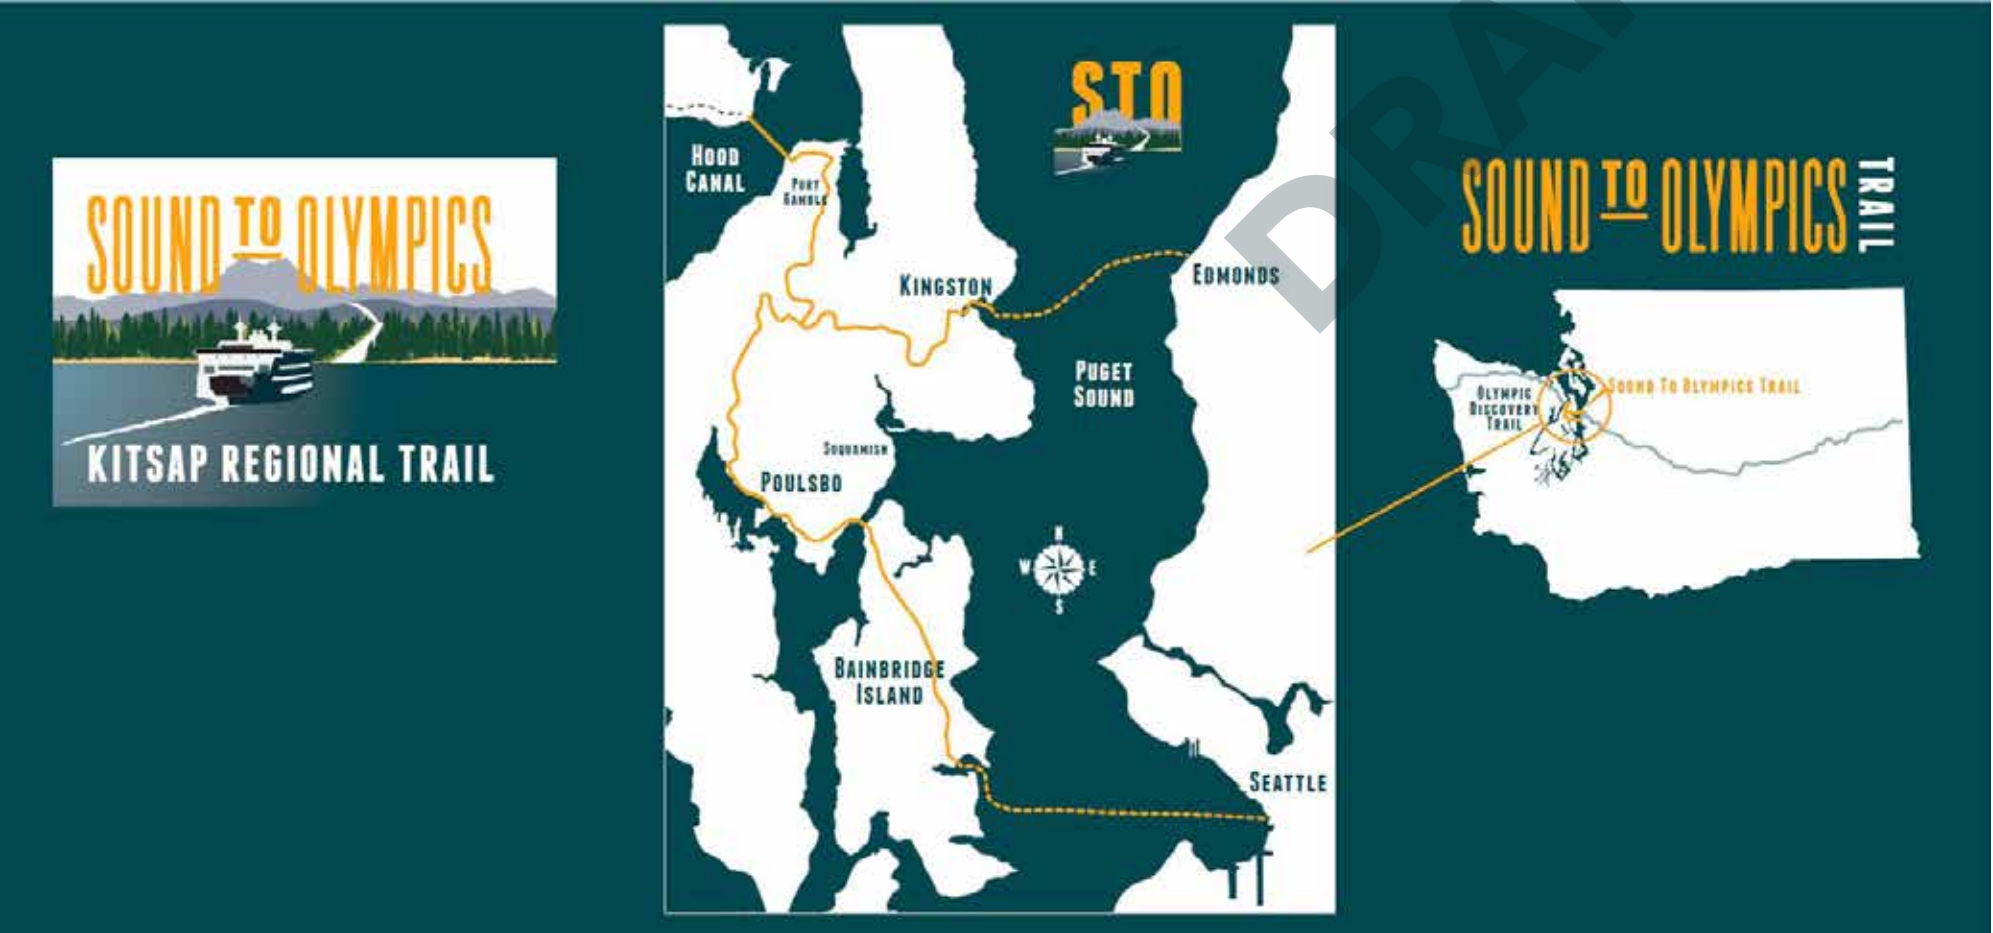 SOUND TO OLYMPICS
KITSAP REGIONAL TRAIL
STO
HOOD
CANAL
PORT
GAMBLE
KINGSTON
EDMONDS
PUGET
SOUND
SUQUAMISH
POULSBO
N
W E
S
BAINBRIDGE
ISLAND
SEATTLE
SOUND TO OLYMPICS TRAIL
OLYMPIC
DISCOVERY
TRAIL
SOUND TO OLYMPICS TRAIL